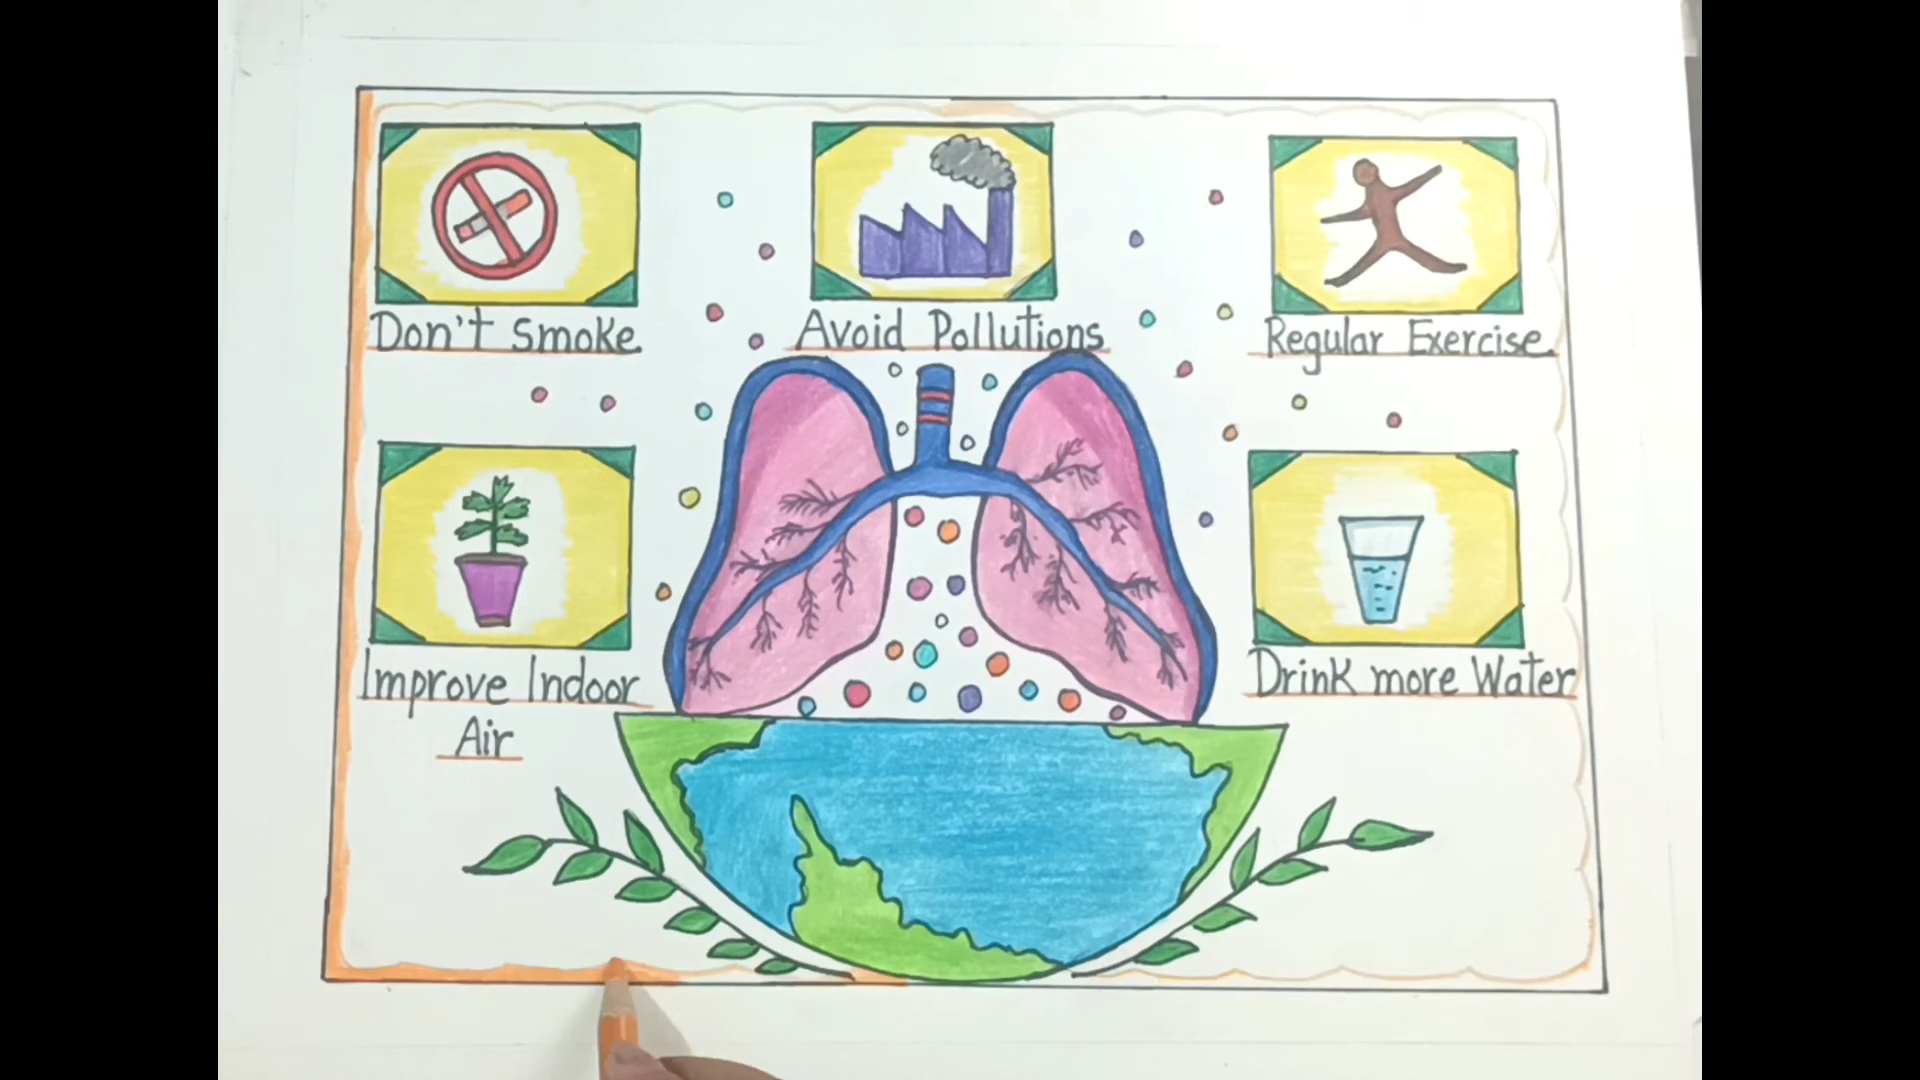 Don't Smoke
Avoid Pollutions
Regular Exercise
Improve Indoor
Air
Drink more Water